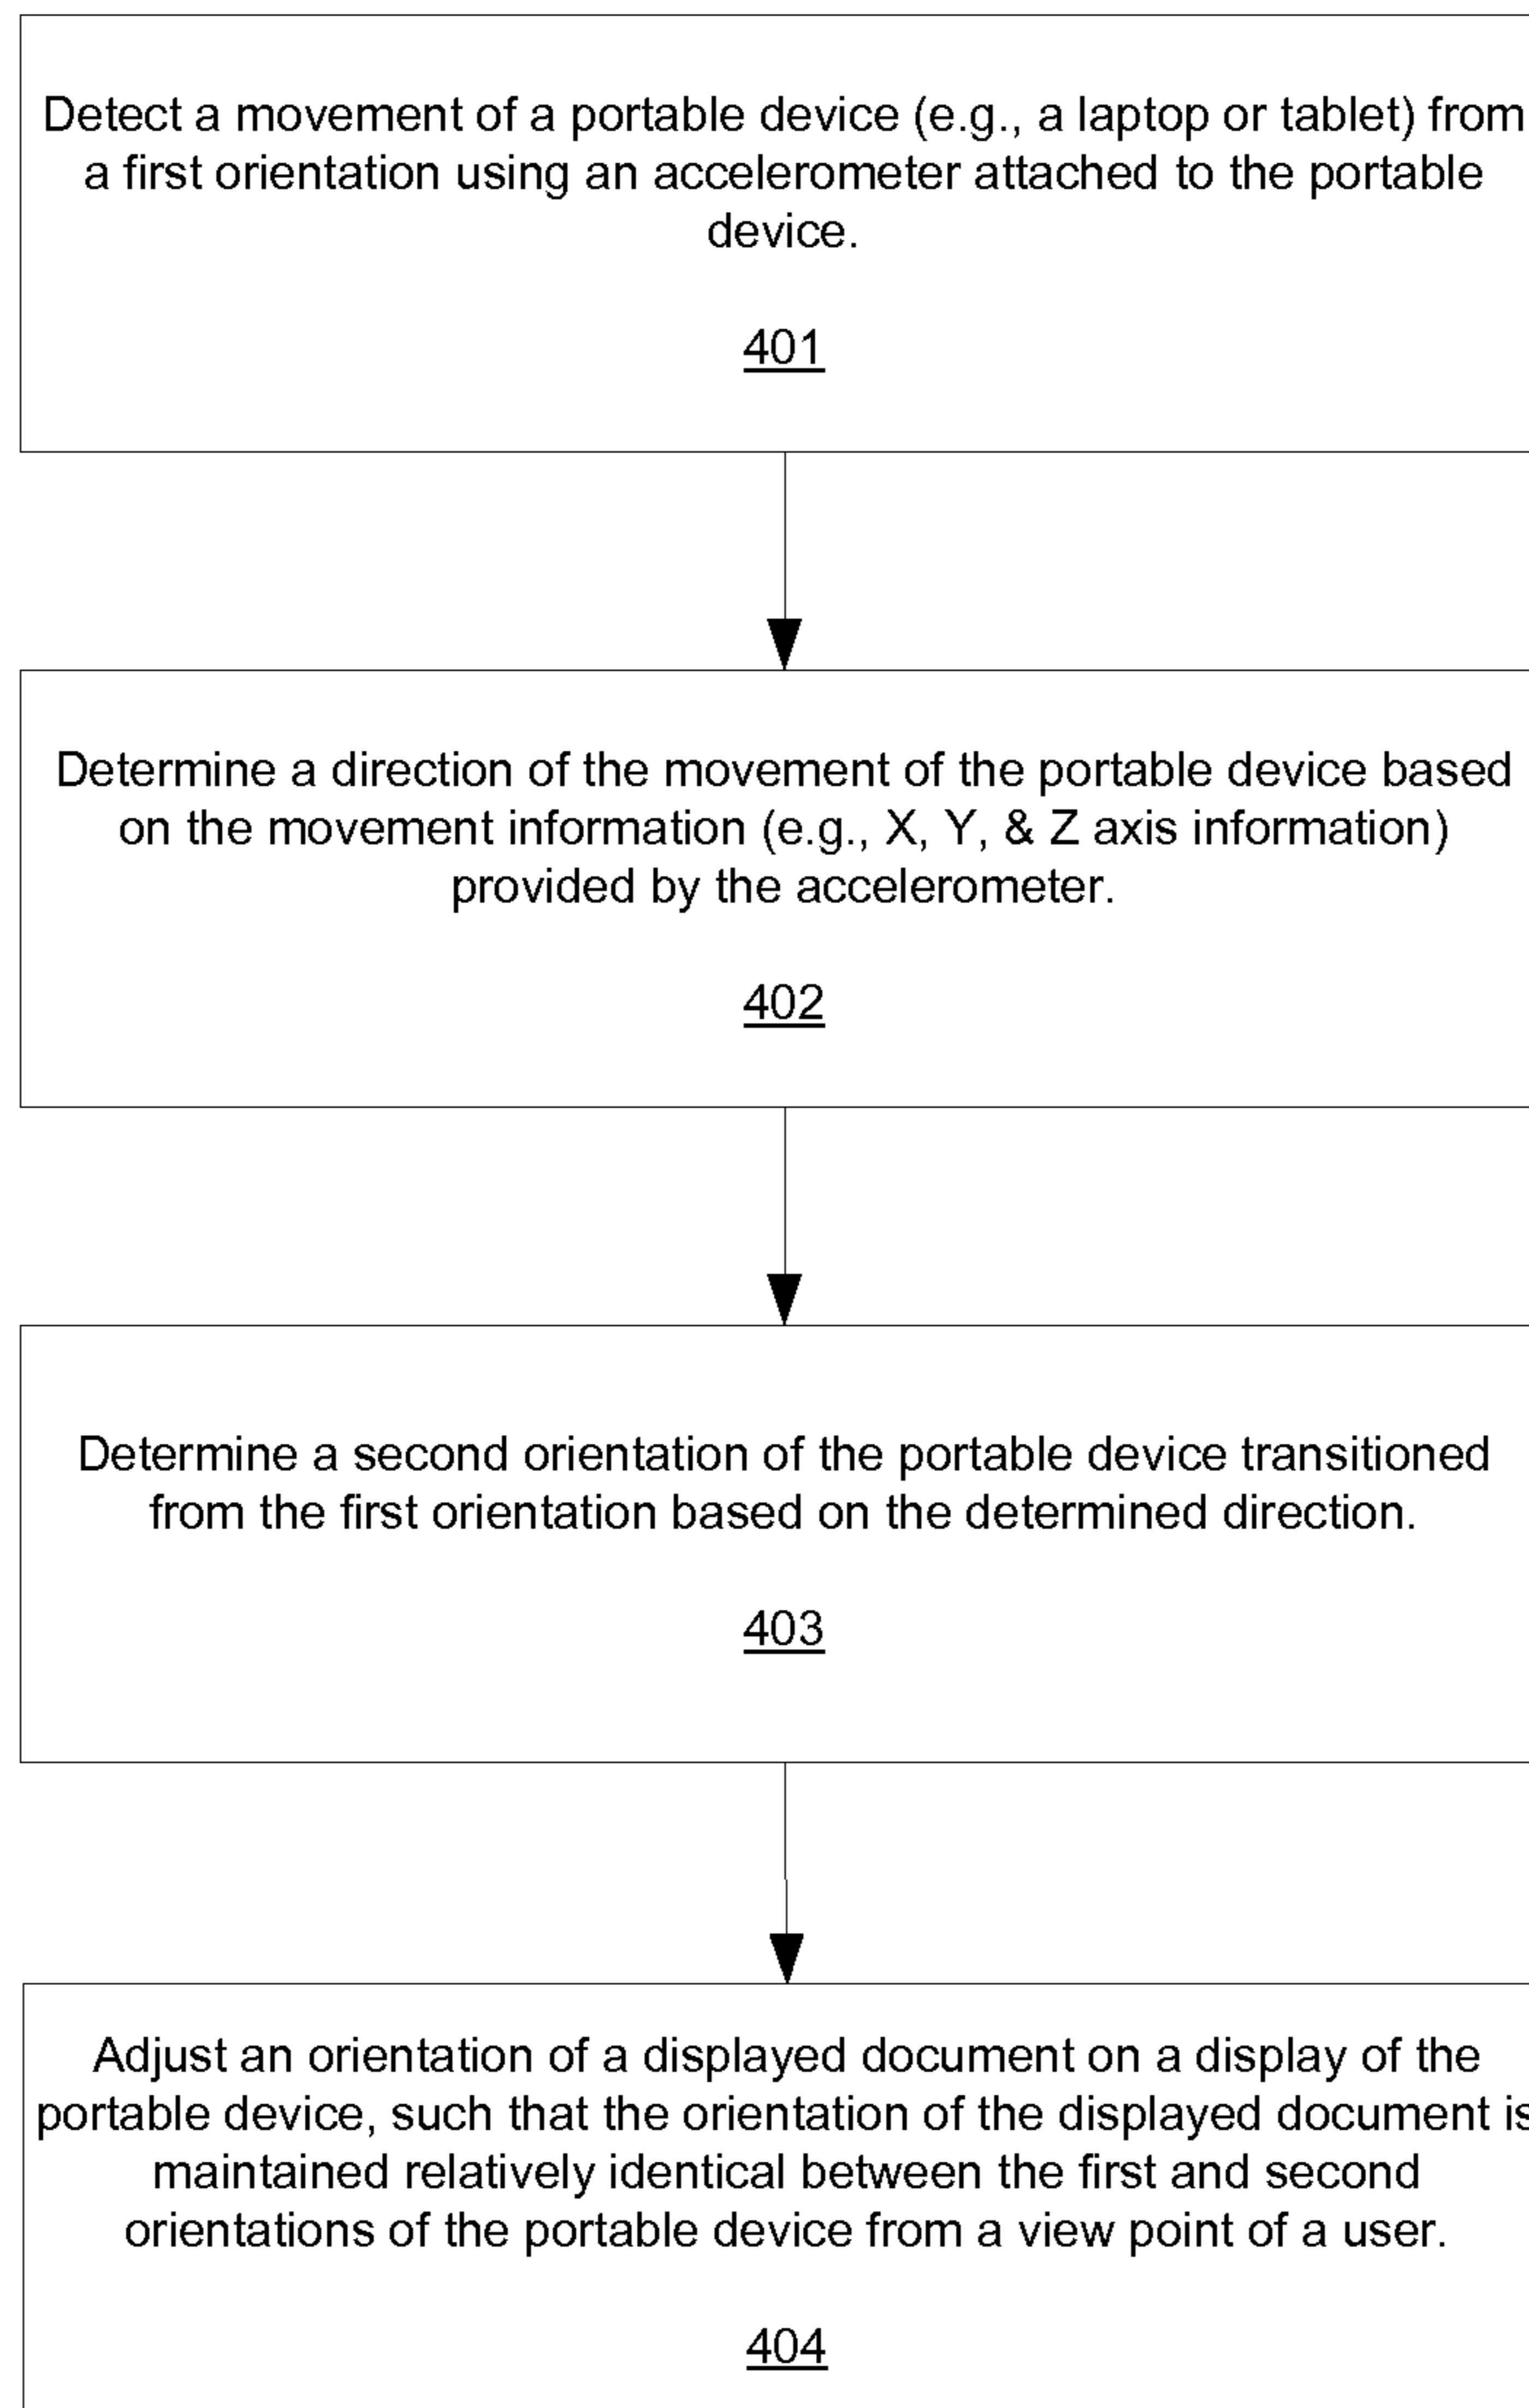 Detect a movement of a portable device (e.g., a laptop or tablet) from
a first orientation using an accelerometer attached to the portable
device.
401
Determine a direction of the movement of the portable device based
on the movement information (e.g., X, Y, & Z axis information)
provided by the accelerometer.
402
Determine a second orientation of the portable device transitioned
from the first orientation based on the determined direction.
403
Adjust an orientation of a displayed document on a display of the
portable device, such that the orientation of the displayed document is
maintained relatively identical between the first and second
orientations of the portable device from a view point of a user.
404